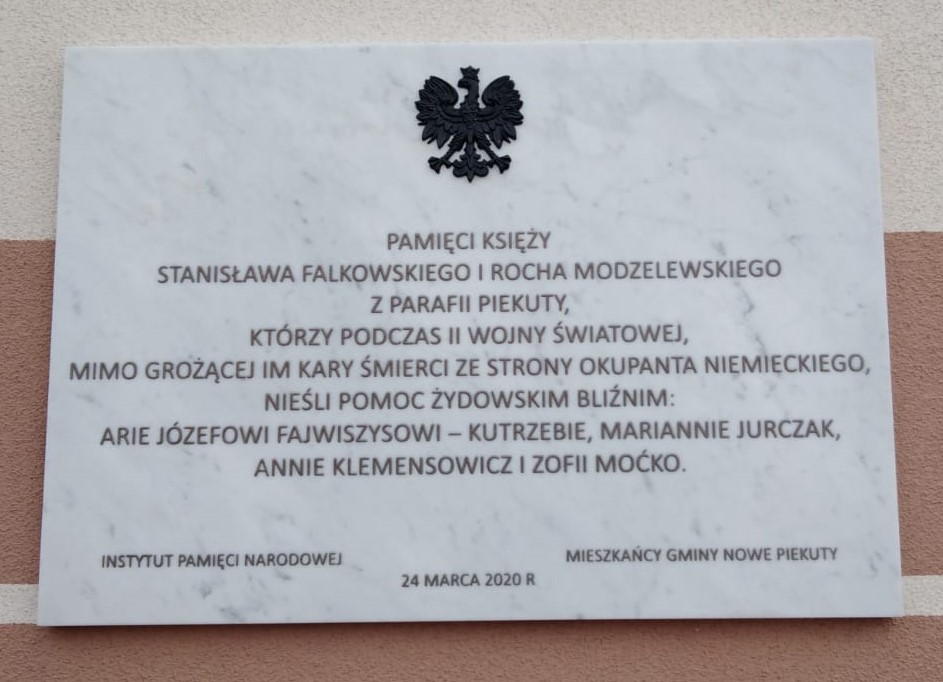 PAMIĘCI KSIĘŻY
STANISŁAWA FALKOWSKIEGO I ROCHA MODZELEWSKIEGO
Z PARAFII PIEKUTY,
KTÓRZY PODCZAS II WOJNY ŚWIATOWEJ,
MIMO GROŻĄCEJ IM KARY ŚMIERCI ZE STRONY OKUPANTA NIEMIECKIEGO,
NIEŚLI POMOC ŻYDOWSKIM BLIŹNIM:
ARIE JÓZEFOWI FAJWISZYSOWI – KUTRZEBIE, MARIANNIE JURCZAK,
ANNIE KLEMENSOWICZ I ZOFII MOĆKO.
INSTYTUT PAMIĘCI NARODOWEJ
MIESZKAŃCY GMINY NOWE PIEKUTY
24 MARCA 2020 R